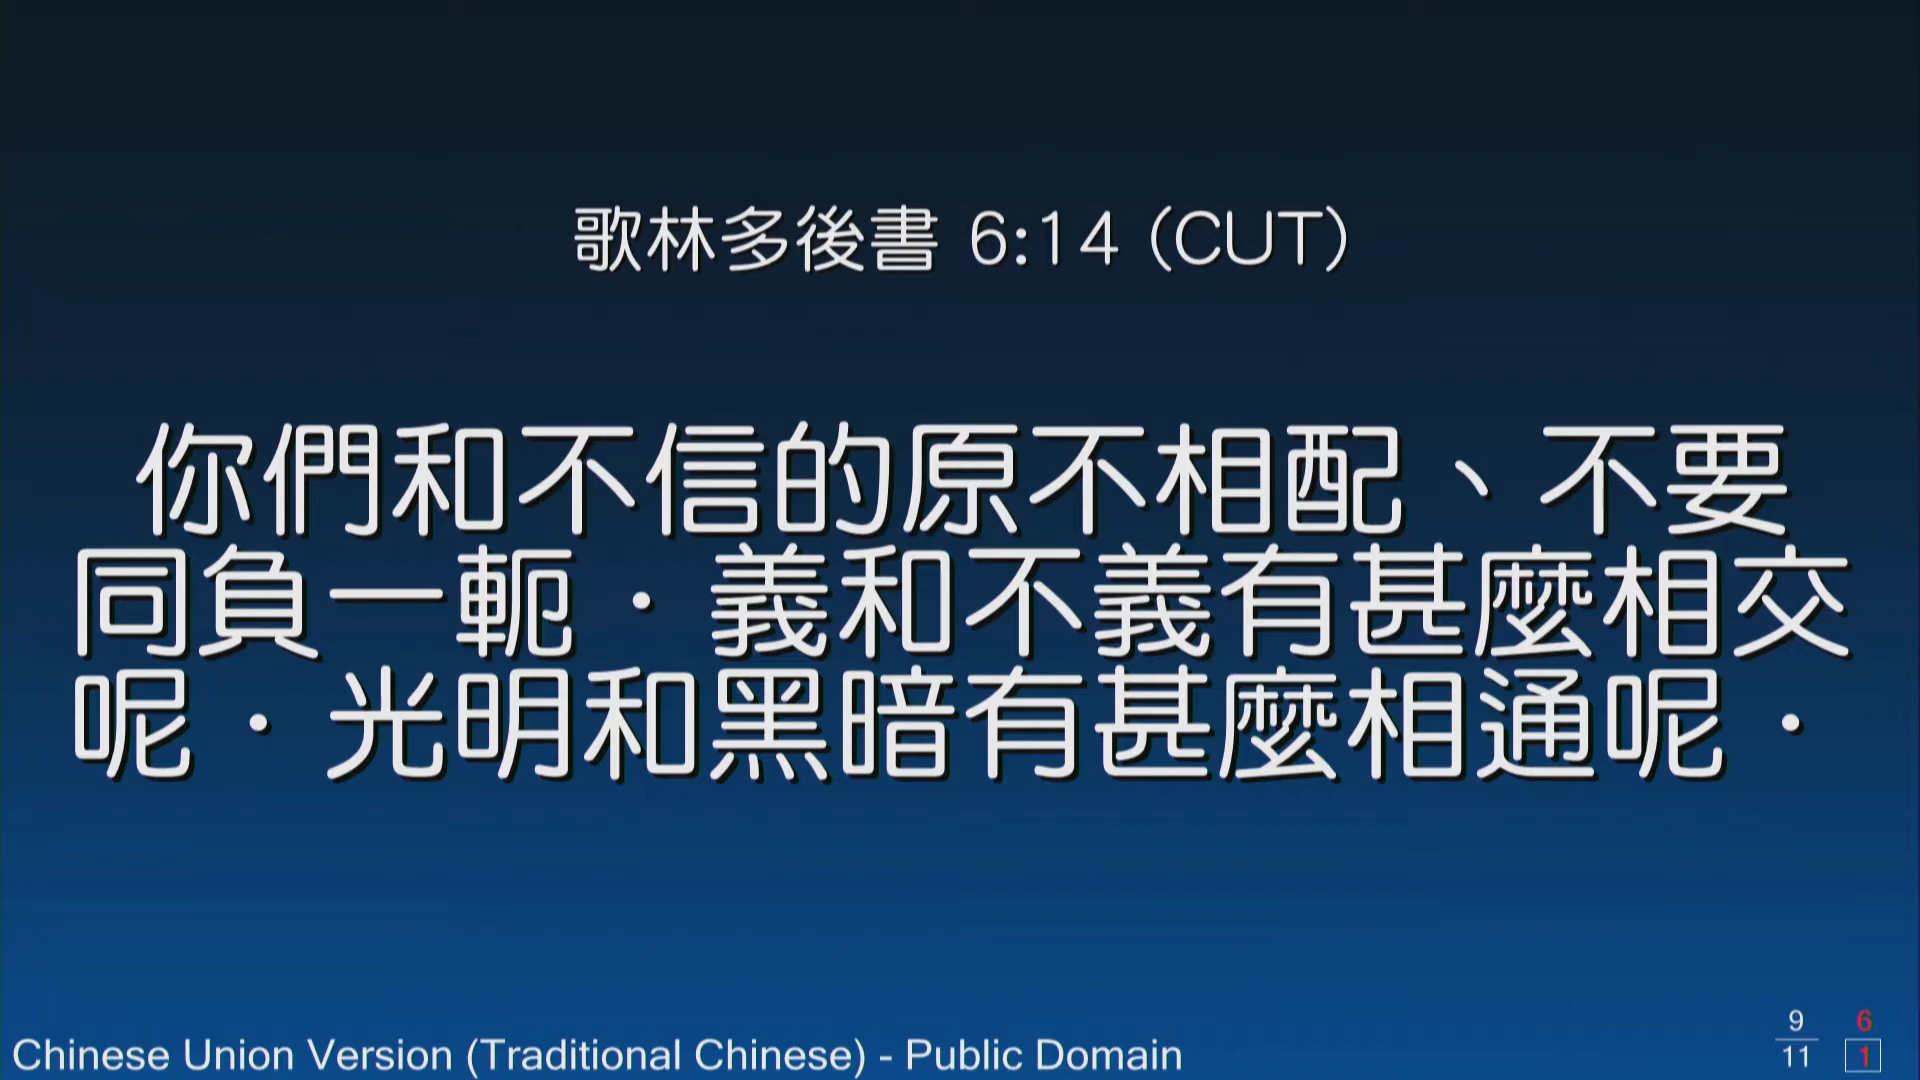 歌林多後書 6:14 (CUT)
你們和不信的原不相配、不要
同負一軛．義和不義有甚麼相交
呢．光明和黑暗有甚麼相通呢．
Chinese Union Version (Traditional Chinese) - Public Domain
9 6
11 1